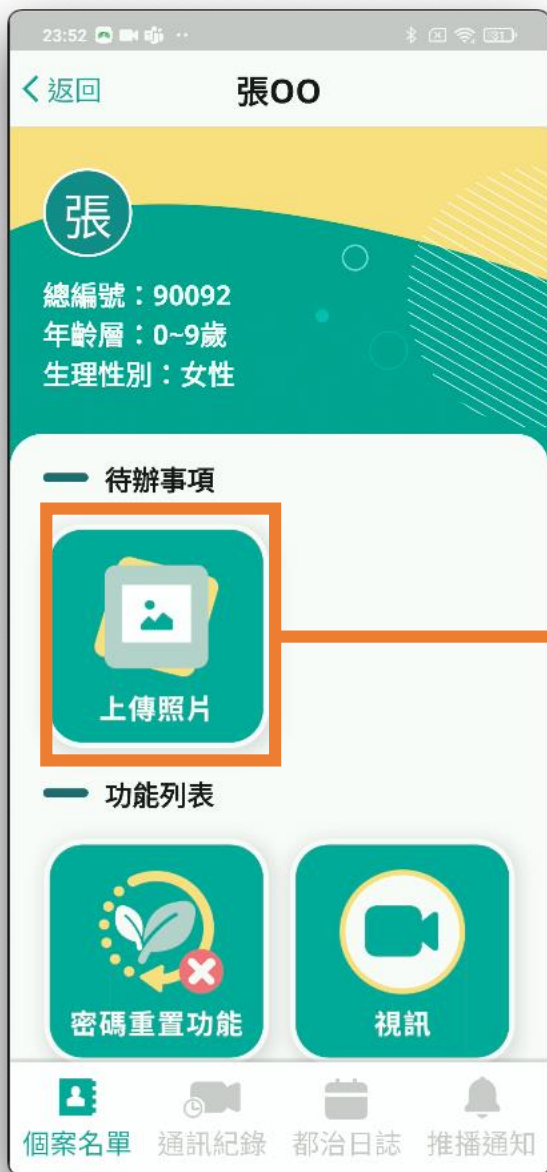 23:52
31
返回
張OO
張
總編號：90092
年齡層：0~9歲
生理性別：女性
待辦事項
上傳照片
功能列表
密碼重置功能
視訊
個案名單
通訊紀錄
都治日誌
推播通知